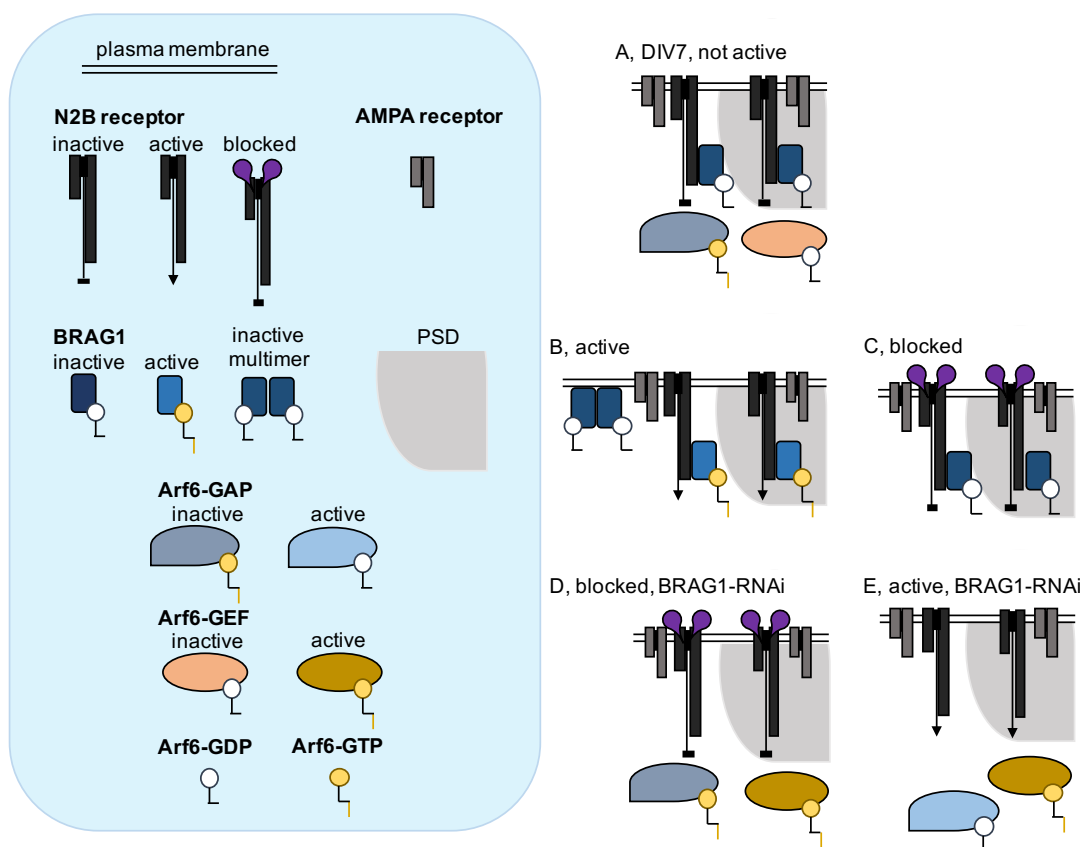 plasma membrane
N2B receptor
inactive active blocked
AMPA receptor
BRAG1
inactive active
inactive
multimer
PSD
Arf6-GAP
inactive active
Arf6-GEF
inactive active
Arf6-GDP Arf6-GTP
A, DIV7, not active
B, active
C, blocked
D, blocked, BRAG1-RNAi
E, active, BRAG1-RNAi